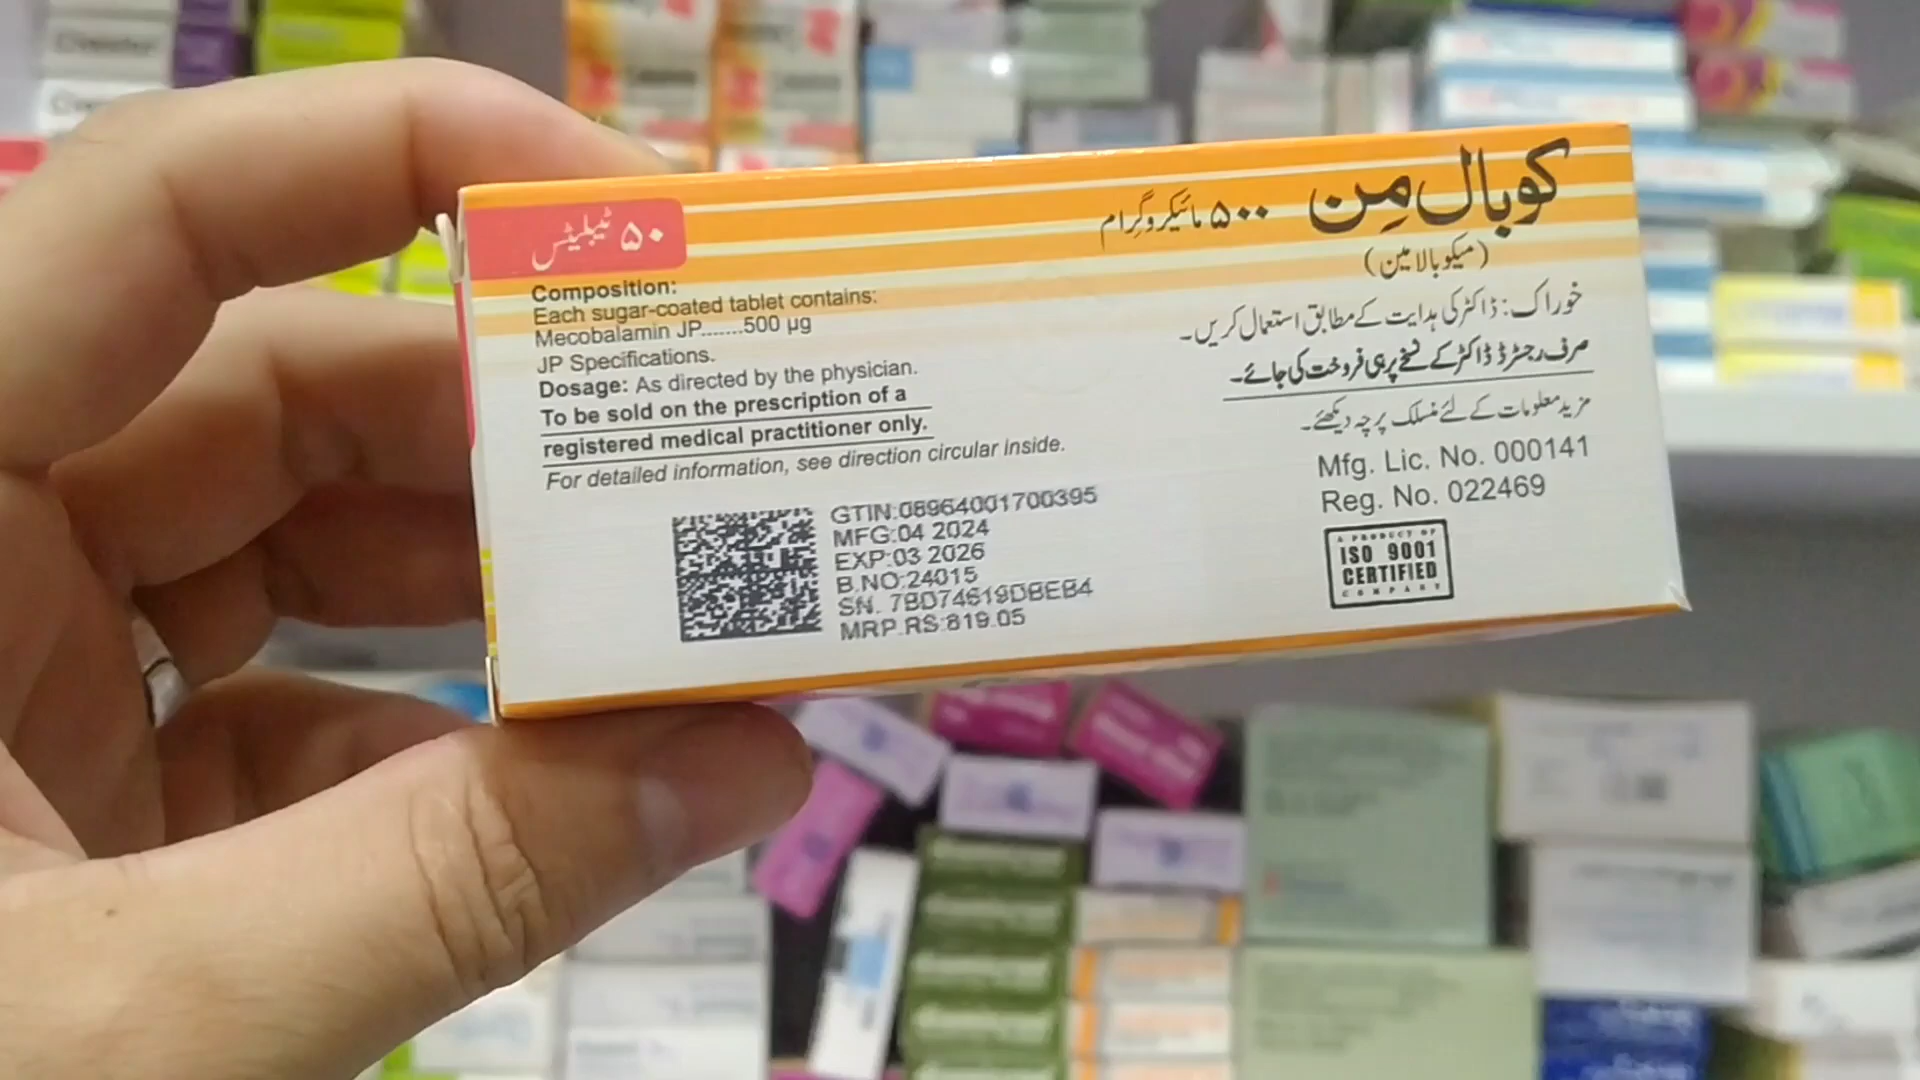 ۵۰ ٹیبلیٹس
کوبال مِن ۵۰۰ مائیکروگرام
(میکوبالامین)
Composition:
Each sugar-coated tablet contains:
Mecobalamin JP.......500 µg
JP Specifications.
Dosage: As directed by the physician.
To be sold on the prescription of a
registered medical practitioner only.
For detailed information, see direction circular inside.
خوراک: ڈاکٹر کی ہدایت کے مطابق استعمال کریں۔
صرف رجسٹرڈ ڈاکٹر کے نسخے پر ہی فروخت کی جائے۔
مزید معلومات کے لئے منسلک پرچہ دیکھئے۔
Mfg. Lic. No. 000141
Reg. No. 022469
GTIN:08964001700395
MFG:04 2024
EXP:03 2026
B.NO:24015
SN. 7BD74619DBEB4
MRP.RS:819.05
A PRODUCT OF
ISO 9001
CERTIFIED
COMPANY